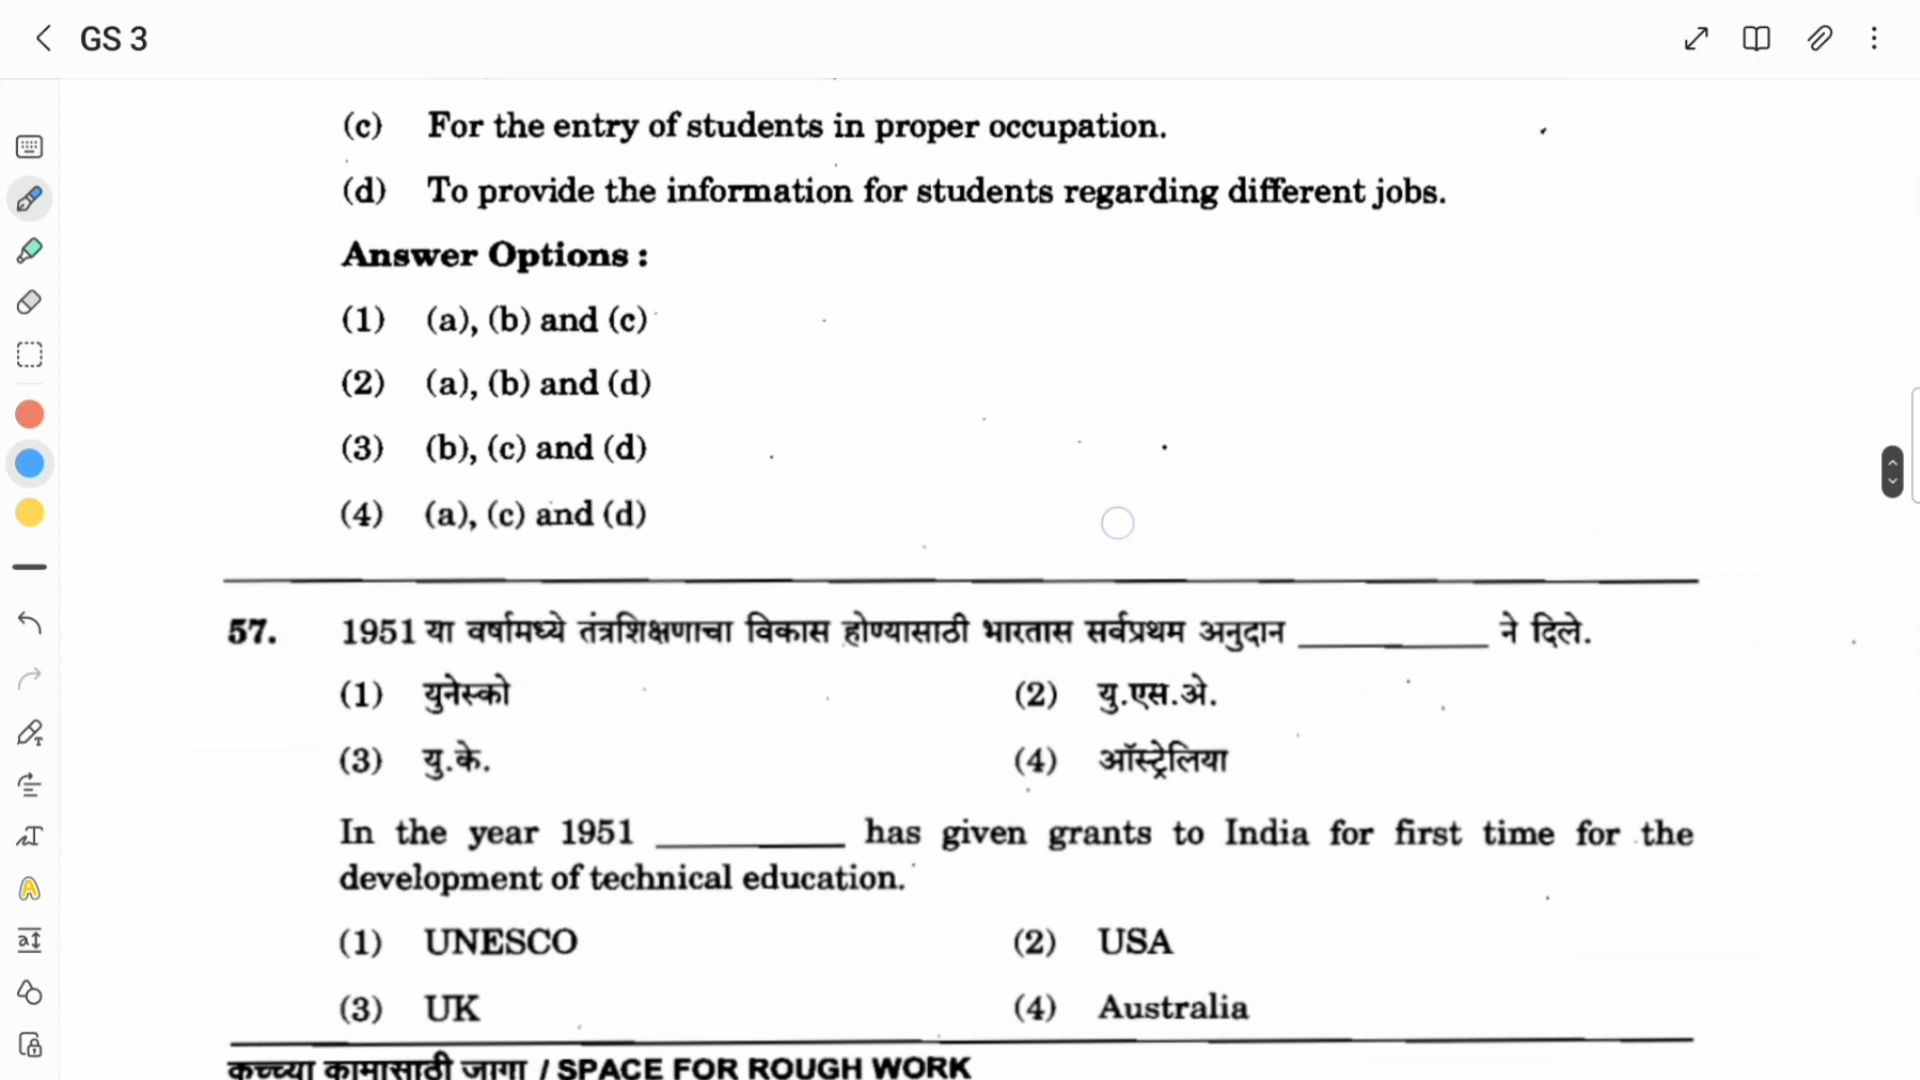 GS 3
(c) For the entry of students in proper occupation.
(d) To provide the information for students regarding different jobs.
Answer Options :
(1) (a), (b) and (c)
(2) (a), (b) and (d)
(3) (b), (c) and (d)
(4) (a), (c) and (d)
57. 1951 या वर्षामध्ये तंत्रशिक्षणाचा विकास होण्यासाठी भारतास सर्वप्रथम अनुदान __________ ने दिले.
(1) युनेस्को (2) यु.एस.अे.
(3) यु.के. (4) ऑस्ट्रेलिया
In the year 1951 __________ has given grants to India for first time for the
development of technical education.
(1) UNESCO (2) USA
(3) UK (4) Australia
कच्च्या कामासाठी जागा / SPACE FOR ROUGH WORK